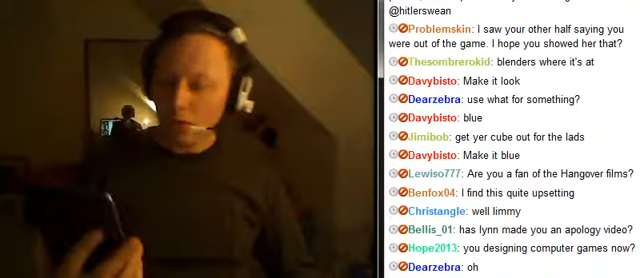 @hitlerswean
Problemskin: I saw your other half saying you
were out of the game. I hope you showed her that?
Thesombrerokid: blenders where it's at
Davybisto: Make it look
Dearzebra: use what for something?
Davybisto: blue
Jimibob: get yer cube out for the lads
Davybisto: Make it blue
Lewiso777: Are you a fan of the Hangover films?
Benfox04: I find this quite upsetting
Christangle: well limmy
Bellis_01: has lynn made you an apology video?
Hope2013: you designing computer games now?
Dearzebra: oh